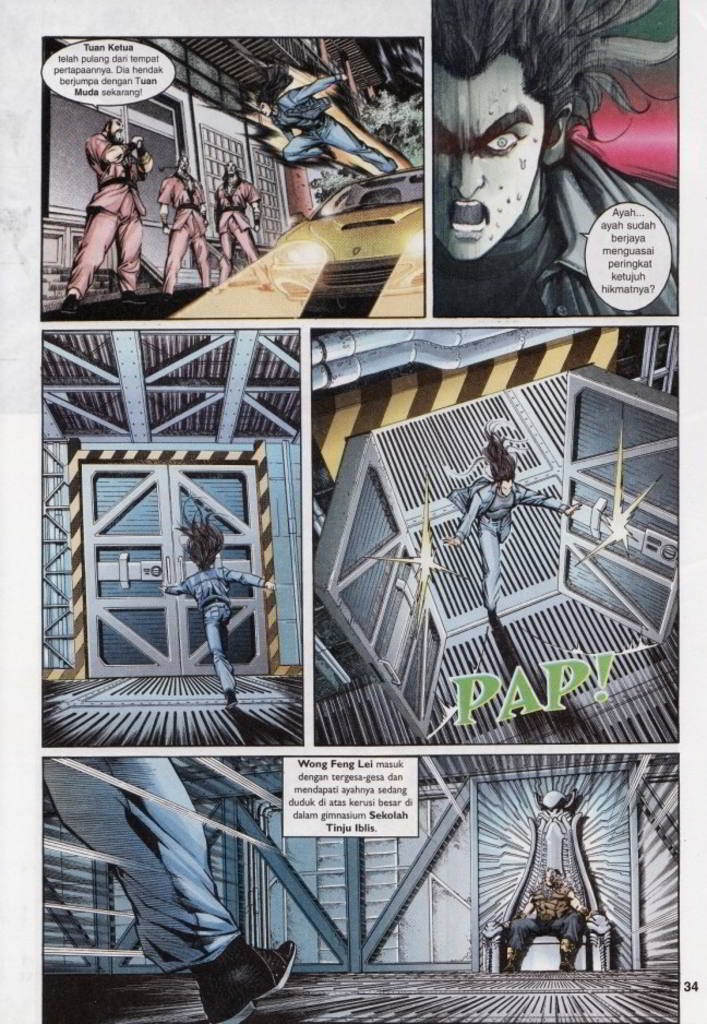 Tuan Ketua
telah pulang dari tempat
pertapaannya. Dia hendak
berjumpa dengan Tuan
Muda sekarang!
Ayah...
ayah sudah
berjaya
menguasai
peringkat
ketujuh
hikmatnya?
PAP!
Wong Feng Lei masuk
dengan tergesa-gesa dan
mendapati ayahnya sedang
duduk di atas kerusi besar di
dalam gimnasium Sekolah
Tinju Iblis.
34